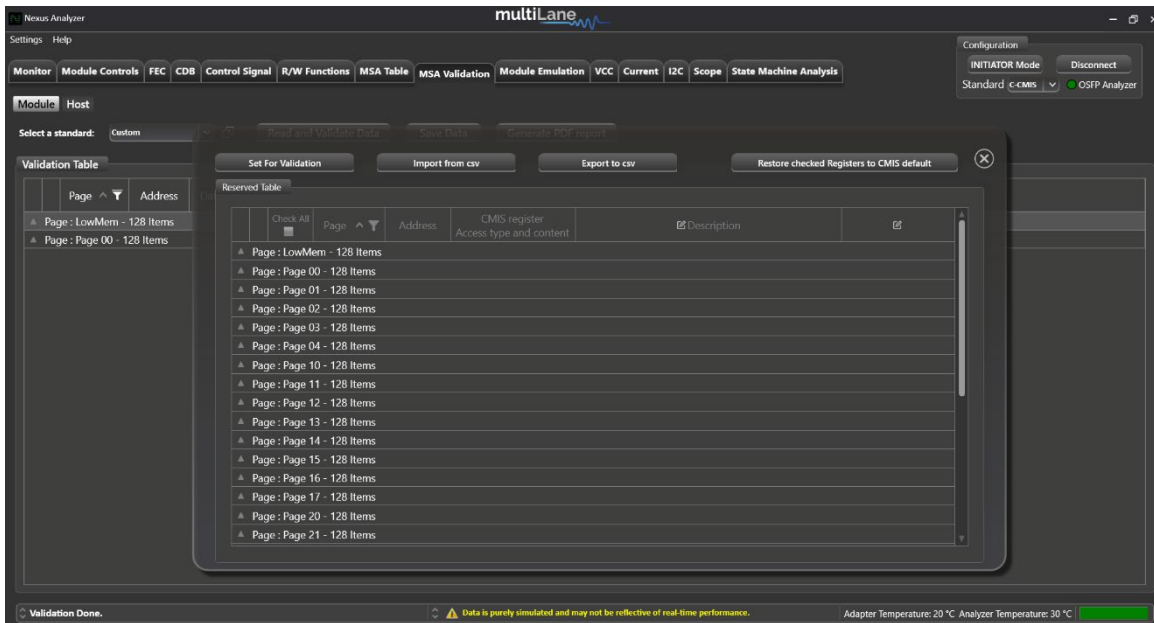 Nexus Analyzer
multiLane
Settings Help
Configuration
INITIATOR Mode Disconnect
Standard C-CMIS OSFP Analyzer
Monitor Module Controls FEC CDB Control Signal R/W Functions MSA Table MSA Validation Module Emulation VCC Current I2C Scope State Machine Analysis
Module Host
Select a standard: Custom Read and Validate Data Save Data Generate PDF report
Set For Validation Import from csv Export to csv Restore checked Registers to CMIS default
Validation Table
Page Address
Page : LowMem - 128 Items
Page : Page 00 - 128 Items
Reserved Table
Check All Page Address CMIS register Access type and content Description
Page : LowMem - 128 Items
Page : Page 00 - 128 Items
Page : Page 01 - 128 Items
Page : Page 02 - 128 Items
Page : Page 03 - 128 Items
Page : Page 04 - 128 Items
Page : Page 10 - 128 Items
Page : Page 11 - 128 Items
Page : Page 12 - 128 Items
Page : Page 13 - 128 Items
Page : Page 14 - 128 Items
Page : Page 15 - 128 Items
Page : Page 16 - 128 Items
Page : Page 17 - 128 Items
Page : Page 20 - 128 Items
Page : Page 21 - 128 Items
Validation Done.
Data is purely simulated and may not be reflective of real-time performance.
Adapter Temperature: 20 °C Analyzer Temperature: 30 °C